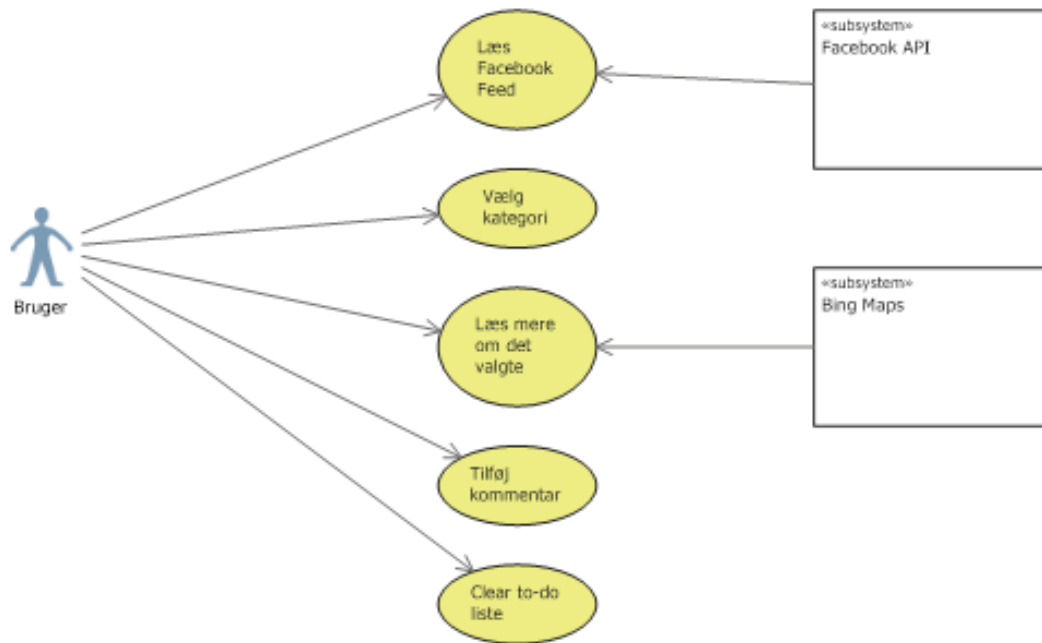 Læs
Facebook
Feed
«subsystem»
Facebook API
Vælg
kategori
Bruger
Læs mere
om det
valgte
«subsystem»
Bing Maps
Tilføj
kommentar
Clear to-do
liste